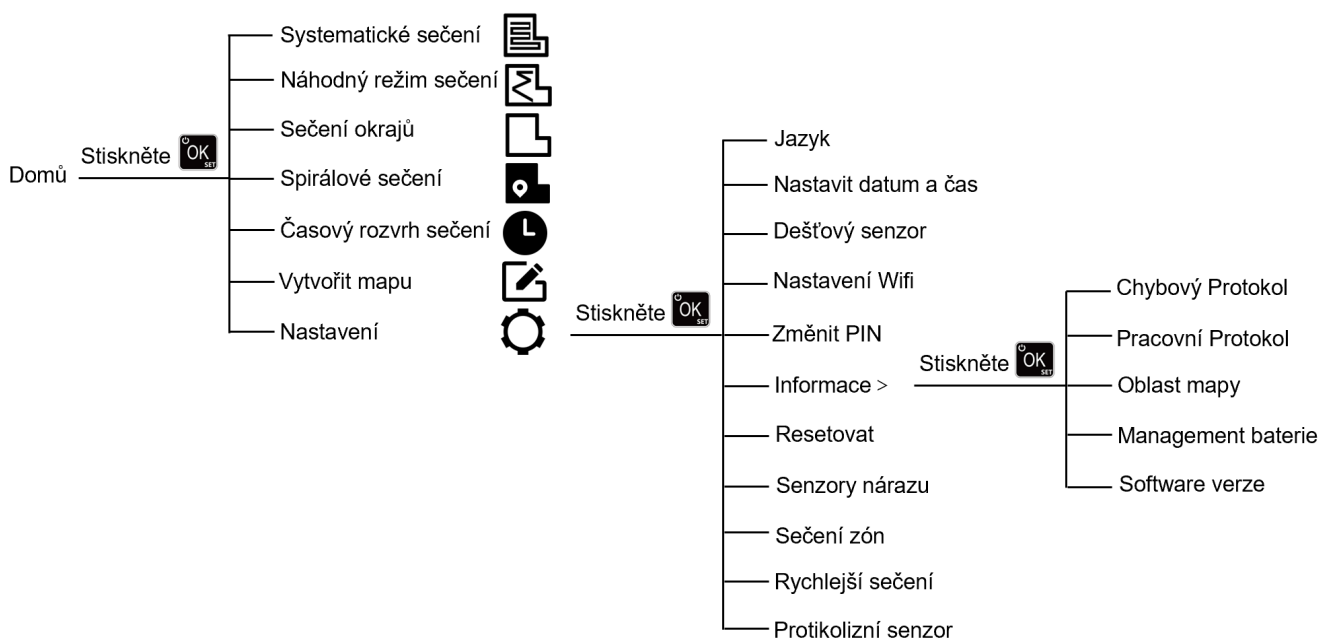 Domů
Stiskněte
OK
SET
Systematické sečení
Náhodný režim sečení
Sečení okrajů
Spirálové sečení
Časový rozvrh sečení
Vytvořit mapu
Nastavení
Stiskněte
OK
SET
Jazyk
Nastavit datum a čas
Dešťový senzor
Nastavení Wifi
Změnit PIN
Informace >
Resetovat
Senzory nárazu
Sečení zón
Rychlejší sečení
Protikolizní senzor
Stiskněte
OK
SET
Chybový Protokol
Pracovní Protokol
Oblast mapy
Management baterie
Software verze